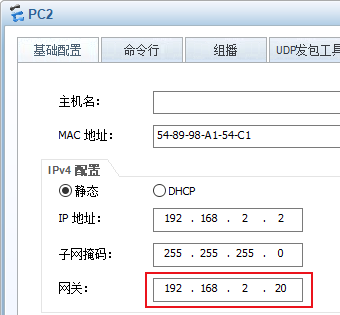 PC2
基础配置 命令行 组播 UDP发包工具
主机名:
MAC 地址: 54-89-98-A1-54-C1
IPv4 配置
静态 DHCP
IP 地址: 192 . 168 . 2 . 2
子网掩码: 255 . 255 . 255 . 0
网关: 192 . 168 . 2 . 20